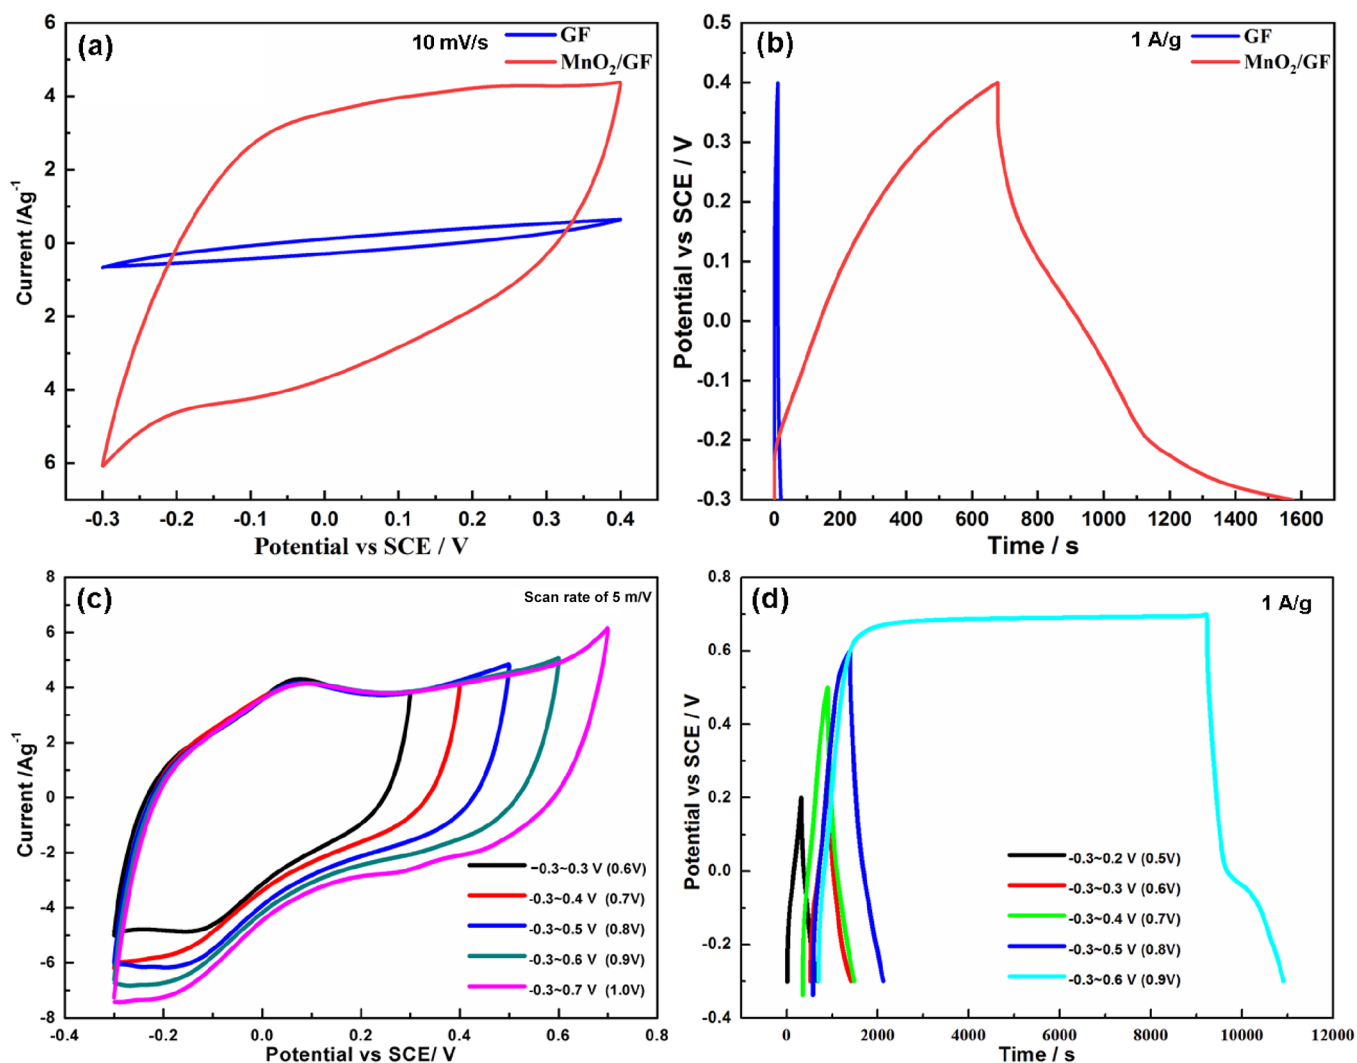 (a)
10 mV/s
GF
MnO₂/GF
6
4
2
0
2
4
6
Current /Ag⁻¹
-0.3
-0.2
-0.1
0.0
0.1
0.2
0.3
0.4
Potential vs SCE / V
(b)
1 A/g
GF
MnO₂/GF
0.5
0.4
0.3
0.2
0.1
0.0
-0.1
-0.2
-0.3
Potential vs SCE / V
0
200
400
600
800
1000
1200
1400
1600
Time / s
(c)
Scan rate of 5 m/V
8
6
4
2
0
-2
-4
-6
-8
Current /Ag⁻¹
−0.3~0.3 V (0.6V)
-0.3~0.4 V (0.7V)
-0.3~0.5 V (0.8V)
-0.3~0.6 V (0.9V)
-0.3~0.7 V (1.0V)
-0.4
-0.2
0.0
0.2
0.4
0.6
0.8
Potential vs SCE/ V
(d)
1 A/g
0.8
0.6
0.4
0.2
0.0
-0.2
-0.4
Potential vs SCE / V
-0.3~0.2 V (0.5V)
-0.3~0.3 V (0.6V)
-0.3~0.4 V (0.7V)
-0.3~0.5 V (0.8V)
-0.3~0.6 V (0.9V)
0
2000
4000
6000
8000
10000
12000
Time / s